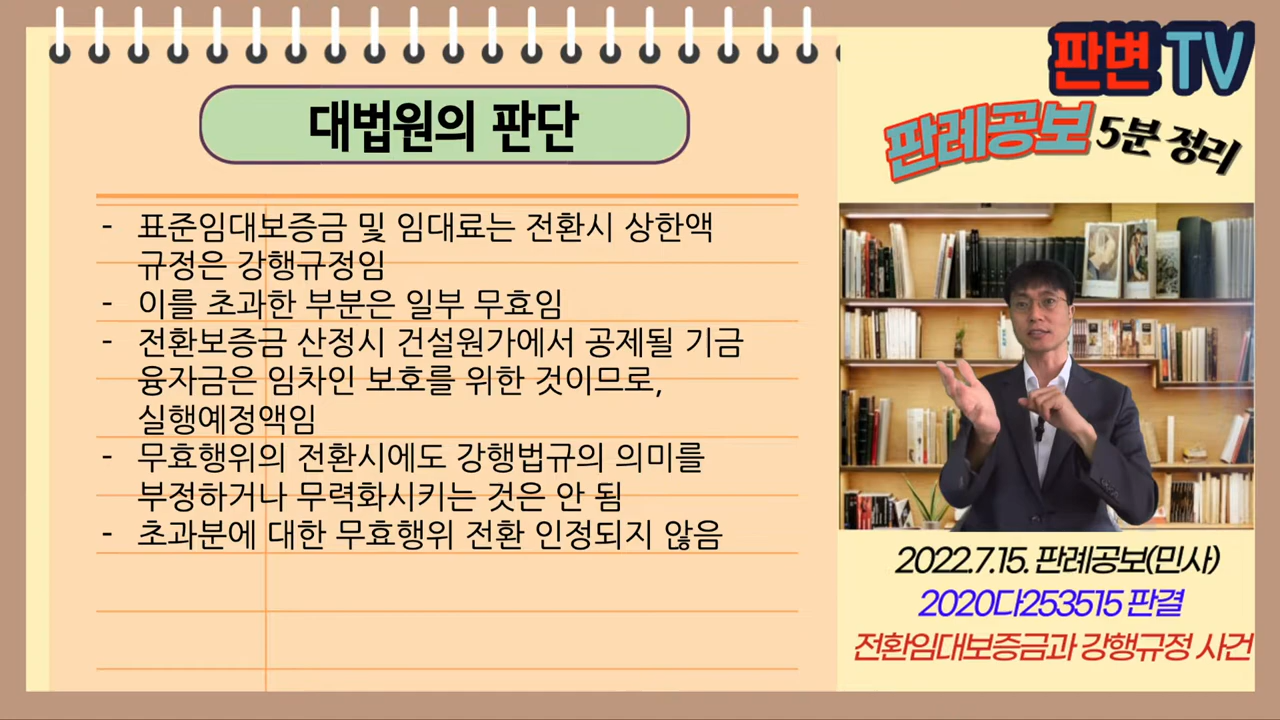 대법원의 판단
- 표준임대보증금 및 임대료는 전환시 상한액
규정은 강행규정임
- 이를 초과한 부분은 일부 무효임
- 전환보증금 산정시 건설원가에서 공제될 기금
융자금은 임차인 보호를 위한 것이므로,
실행예정액임
- 무효행위의 전환시에도 강행법규의 의미를
부정하거나 무력화시키는 것은 안 됨
- 초과분에 대한 무효행위 전환 인정되지 않음
판변 TV
판례공보 5분 정리
2022.7.15. 판례공보(민사)
2020다253515 판결
전환임대보증금과 강행규정 사건